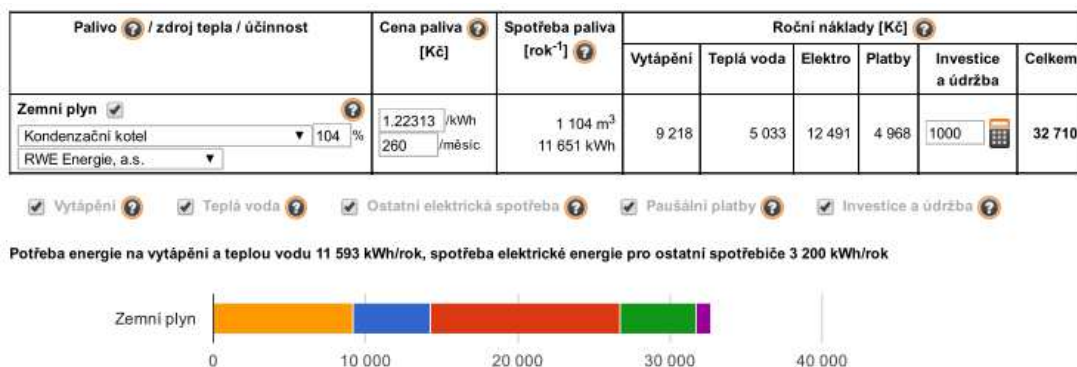 Palivo ? / zdroj tepla / účinnost
Cena paliva ? [Kč]
Spotřeba paliva [rok-1] ?
Roční náklady [Kč] ?
Vytápění Teplá voda Elektro Platby Investice a údržba Celkem
Zemní plyn ?
Kondenzační kotel 104 %
RWE Energie, a.s.
1.22313 /kWh
260 /měsíc
1 104 m3
11 651 kWh
9 218 5 033 12 491 4 968 1000 32 710
Vytápění ? Teplá voda ? Ostatní elektrická spotřeba ? Paušální platby ? Investice a údržba ?
Potřeba energie na vytápění a teplou vodu 11 593 kWh/rok, spotřeba elektrické energie pro ostatní spotřebiče 3 200 kWh/rok
Zemní plyn
0 10 000 20 000 30 000 40 000